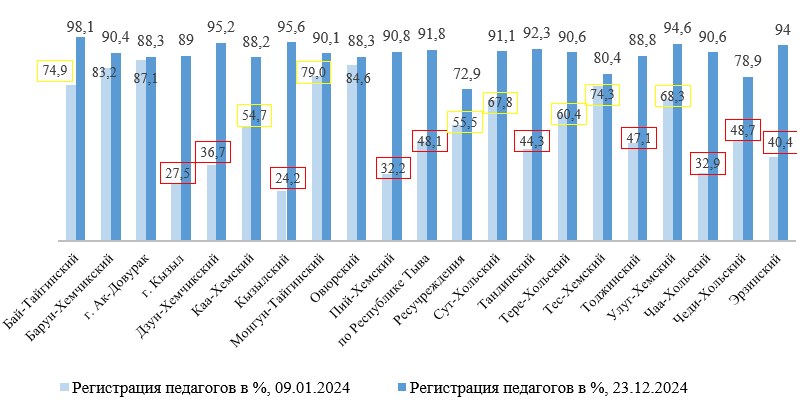 98,1 90,4 88,3 89 95,2 88,2 95,6 90,1 88,3 90,8 91,8 72,9 91,1 92,3 90,6 80,4 88,8 94,6 90,6 78,9 94
74,9 83,2 87,1 27,5 36,7 54,7 24,2 79,0 84,6 32,2 48,1 55,5 67,8 44,3 60,4 74,3 47,1 68,3 32,9 48,7 40,4
Бай-Тайгинский
Барун-Хемчикский
г. Ак-Довурак
г. Кызыл
Дзун-Хемчикский
Каа-Хемский
Кызылский
Монгун-Тайгинский
Овюрский
Пий-Хемский
по Республике Тыва
Ресучреждения
Сут-Хольский
Тандинский
Тере-Хольский
Тес-Хемский
Тоджинский
Улуг-Хемский
Чаа-Хольский
Чеди-Хольский
Эрзинский
Регистрация педагогов в %, 09.01.2024
Регистрация педагогов в %, 23.12.2024